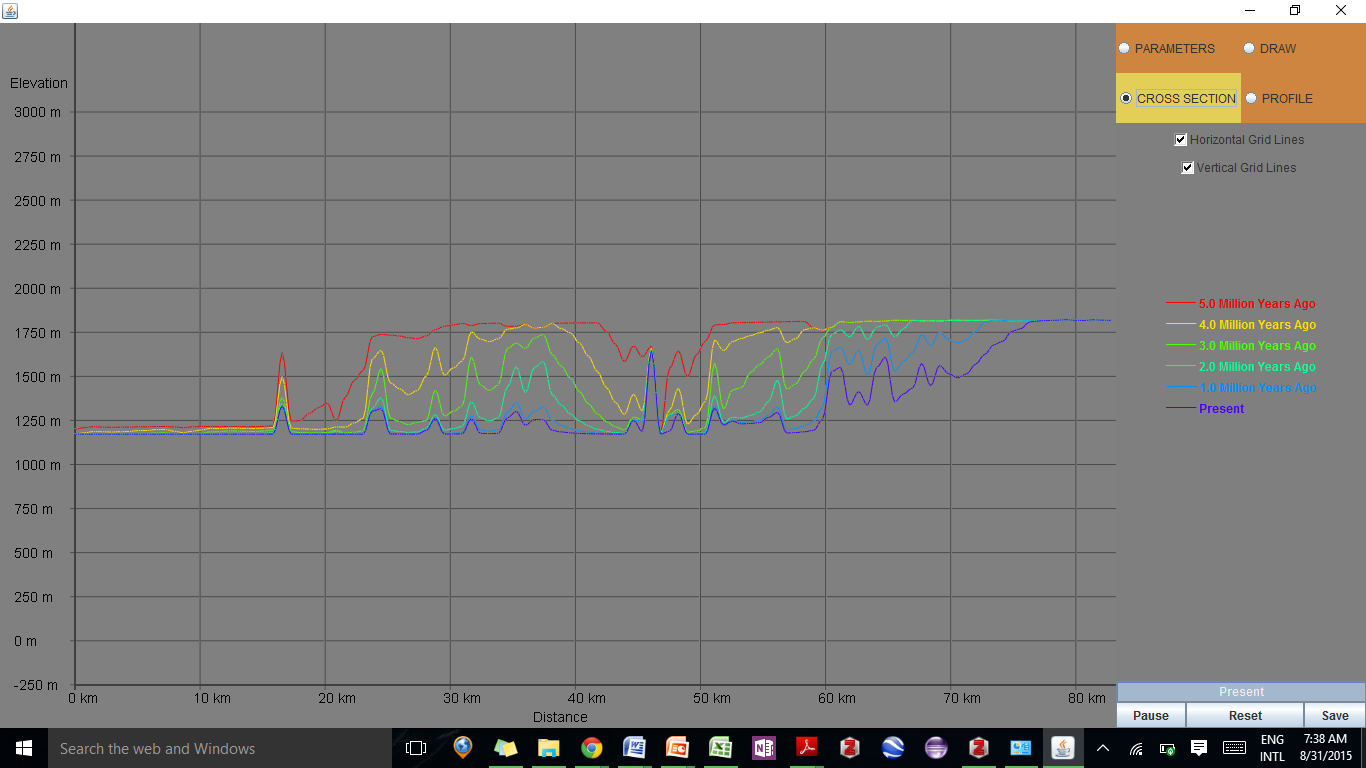 Elevation
3000 m
2750 m
2500 m
2250 m
2000 m
1750 m
1500 m
1250 m
1000 m
750 m
500 m
250 m
0 m
-250 m
0 km
10 km
20 km
30 km
40 km
50 km
60 km
70 km
80 km
Distance
PARAMETERS
DRAW
CROSS SECTION
PROFILE
Horizontal Grid Lines
Vertical Grid Lines
5.0 Million Years Ago
4.0 Million Years Ago
3.0 Million Years Ago
2.0 Million Years Ago
1.0 Million Years Ago
Present
Present
Pause
Reset
Save
Search the web and Windows
ENG
INTL
7:38 AM
8/31/2015